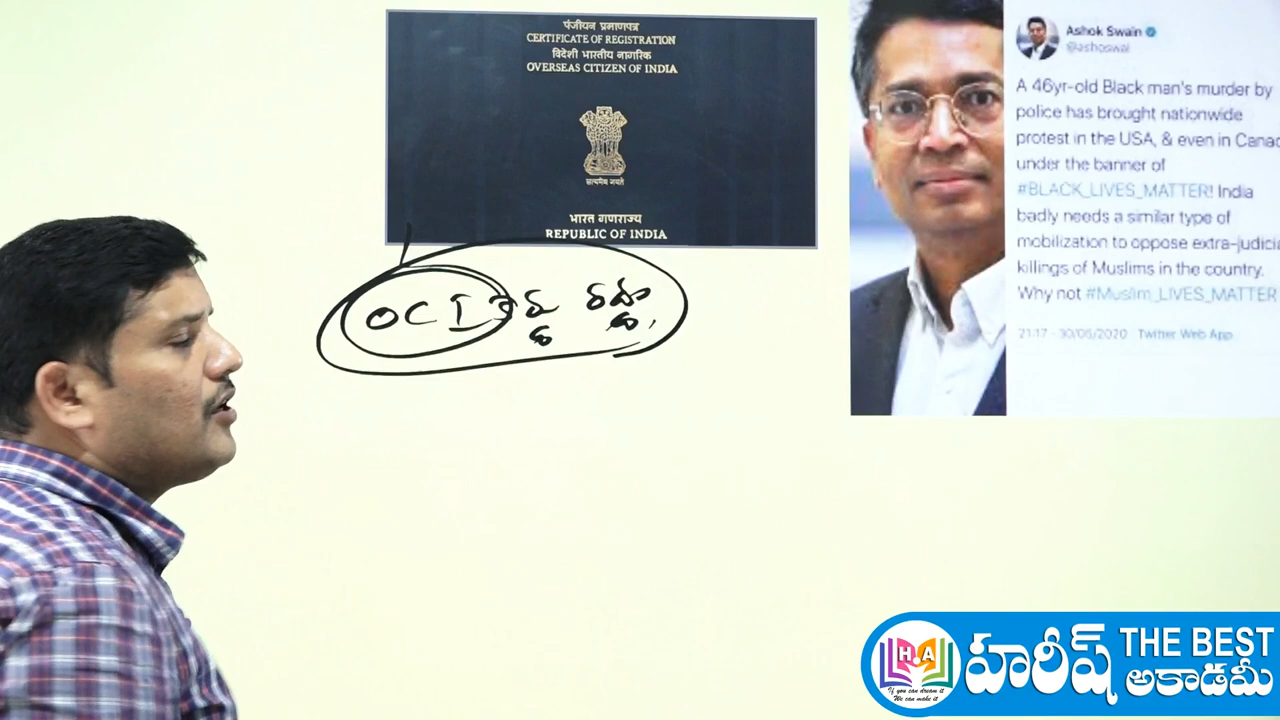 पंजीयन प्रमाणपत्र
CERTIFICATE OF REGISTRATION
विदेशी भारतीय नागरिक
OVERSEAS CITIZEN OF INDIA
सत्यमेव जयते
भारत गणराज्य
REPUBLIC OF INDIA
OCI కార్డు రద్దు
Ashok Swain
@ashoswai
A 46yr-old Black man's murder by
police has brought nationwide
protest in the USA, & even in Canad
under the banner of
#BLACK_LIVES_MATTER! India
badly needs a similar type of
mobilization to oppose extra-judicia
killings of Muslims in the country.
Why not #Muslim_LIVES_MATTER
21:17 - 30/05/2020 Twitter Web App
H A
If you can dream it
We can make it
హరీష్ THE BEST
అకాడమీ